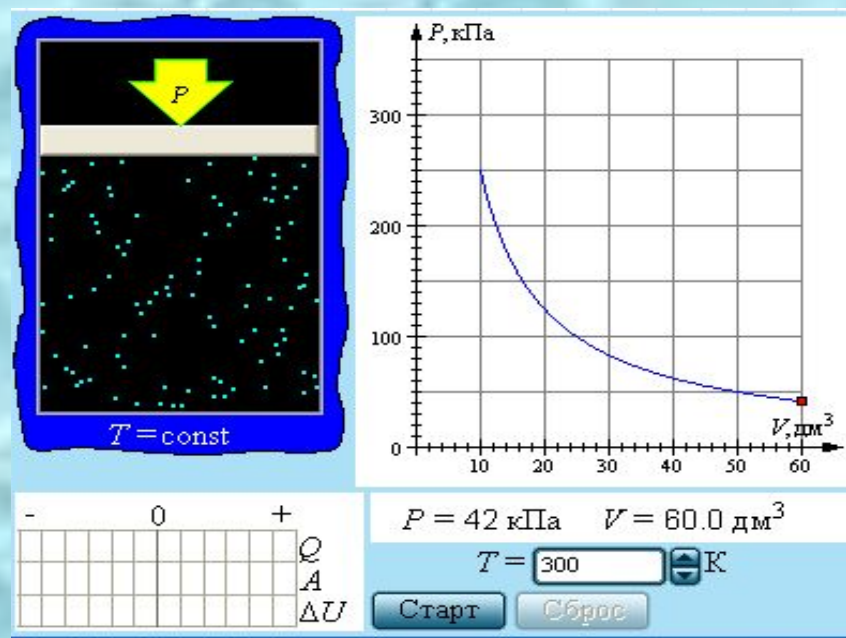 P
T = const
P, кПа
300
200
100
0
10 20 30 40 50 60
V, дм³
- 0 +
Q
A
ΔU
P = 42 кПа V = 60.0 дм³
T = 300 К
Старт Сброс